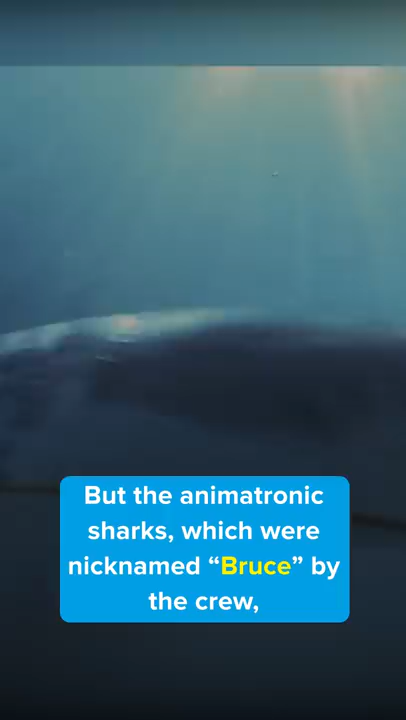 But the animatronic
sharks, which were
nicknamed “Bruce” by
the crew,